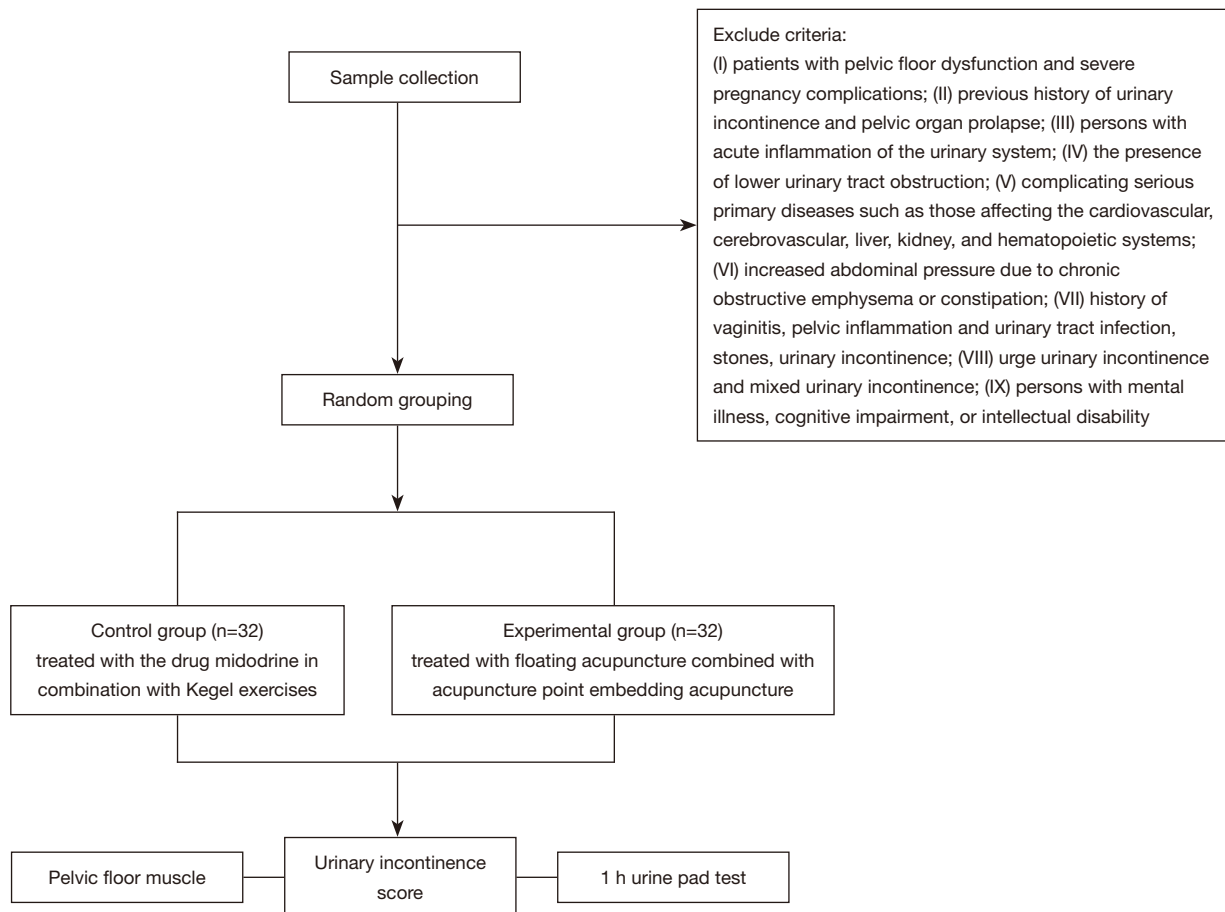 Sample collection
Exclude criteria:
(I) patients with pelvic floor dysfunction and severe
pregnancy complications; (II) previous history of urinary
incontinence and pelvic organ prolapse; (III) persons with
acute inflammation of the urinary system; (IV) the presence
of lower urinary tract obstruction; (V) complicating serious
primary diseases such as those affecting the cardiovascular,
cerebrovascular, liver, kidney, and hematopoietic systems;
(VI) increased abdominal pressure due to chronic
obstructive emphysema or constipation; (VII) history of
vaginitis, pelvic inflammation and urinary tract infection,
stones, urinary incontinence; (VIII) urge urinary incontinence
and mixed urinary incontinence; (IX) persons with mental
illness, cognitive impairment, or intellectual disability
Random grouping
Control group (n=32)
treated with the drug midodrine in
combination with Kegel exercises
Experimental group (n=32)
treated with floating acupuncture combined with
acupuncture point embedding acupuncture
Pelvic floor muscle
Urinary incontinence
score
1 h urine pad test